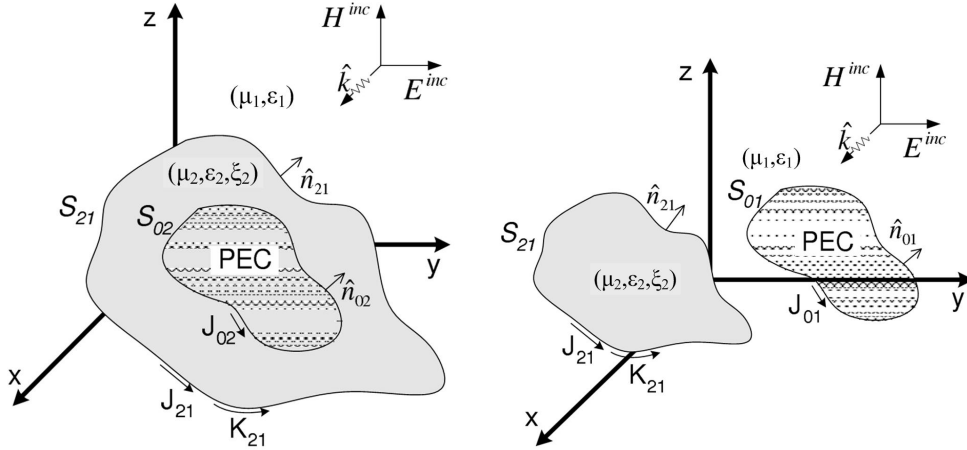 z
H^inc
k̂
E^inc
(μ₁,ε₁)
(μ₂,ε₂,ξ₂)
n̂₂₁
S₂₁
S₀₂
PEC
y
n̂₀₂
J₀₂
x
J₂₁
K₂₁
z
H^inc
k̂
E^inc
(μ₁,ε₁)
S₀₁
n̂₂₁
S₂₁
PEC
n̂₀₁
(μ₂,ε₂,ξ₂)
y
J₀₁
J₂₁
K₂₁
x